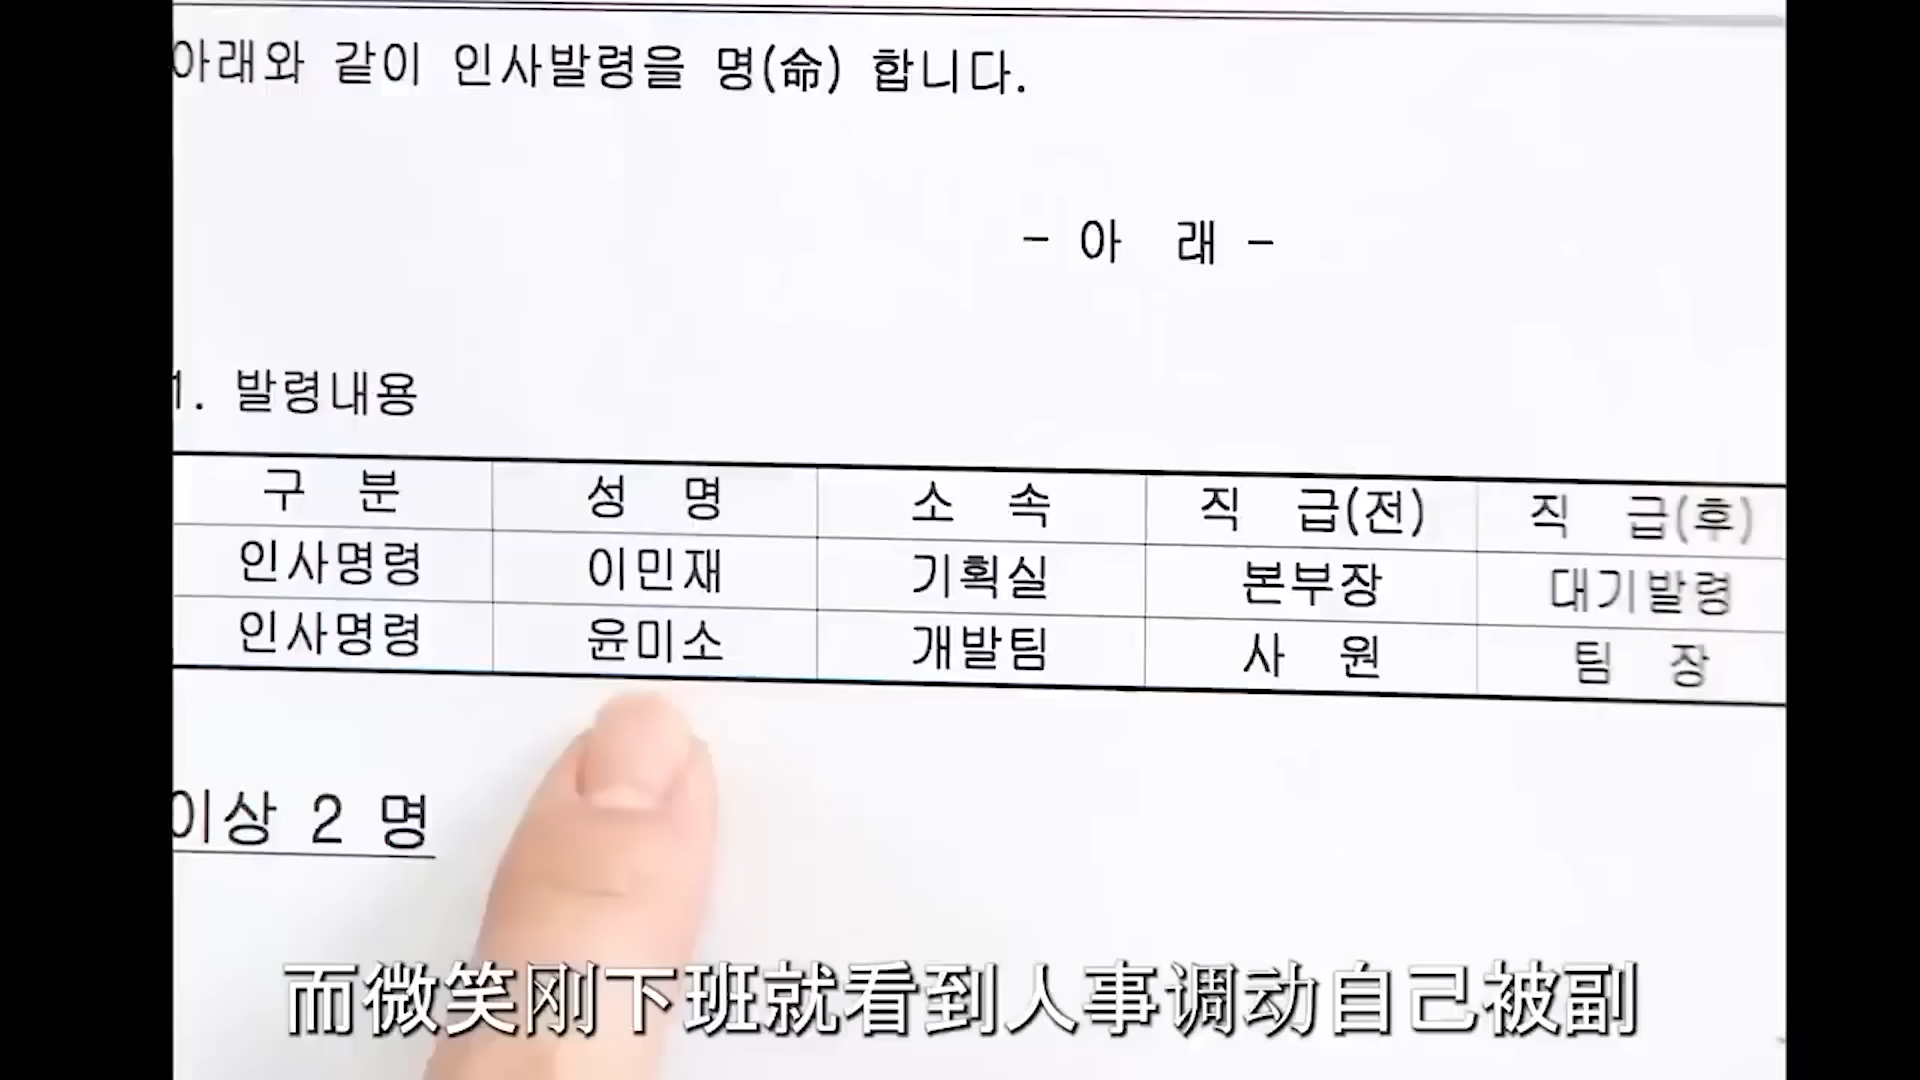 아래와 같이 인사발령을 명(命) 합니다.
- 아 래 -
1. 발령내용
구 분 성 명 소 속 직 급(전) 직 급(후)
인사명령 이민재 기획실 본부장 대기발령
인사명령 윤미소 개발팀 사 원 팀 장
이상 2 명
而微笑刚下班就看到人事调动自己被副